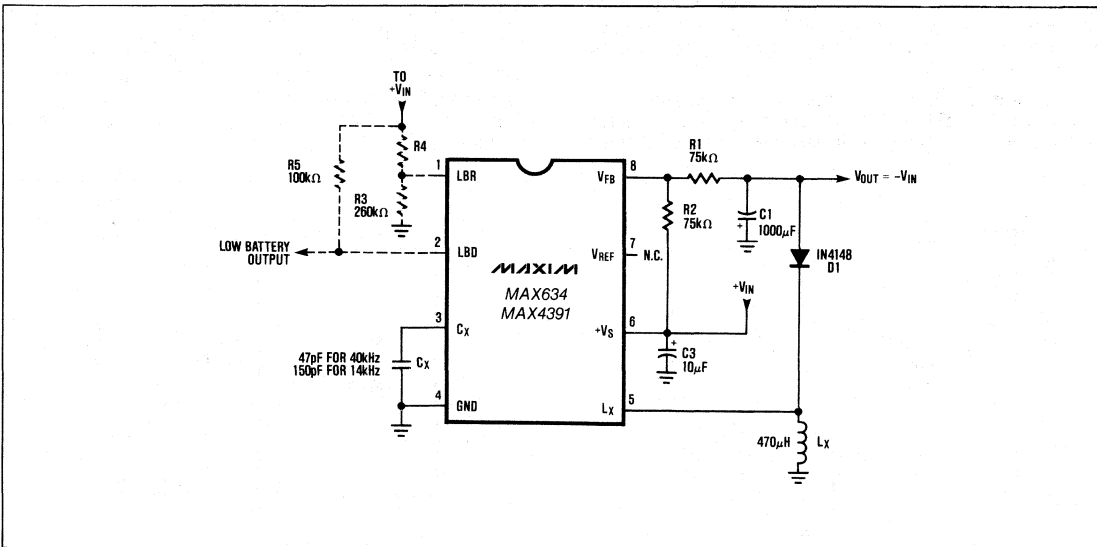 TO
+VIN
R4
R5
100kΩ
R3
260kΩ
LOW BATTERY
OUTPUT
1
LBR
2
LBD
3
CX
4
GND
47pF FOR 40kHz
150pF FOR 14kHz
CX
MAXIM
MAX634
MAX4391
8
VFB
7
VREF
N.C.
6
+VS
5
LX
R1
75kΩ
R2
75kΩ
C1
+
1000μF
VOUT = -VIN
IN4148
D1
+VIN
+
C3
10μF
470μH
LX